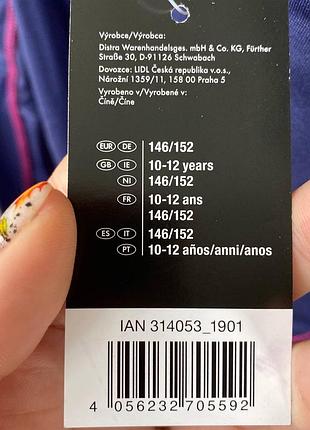 Výrobce/Výrobca:
Distra Warenhandelsges. mbH & Co. KG, Fürther
Straße 30, D-91126 Schwabach
Dovozce: LIDL Česká republika v.o.s.,
Nárožní 1359/11, 158 00 Praha 5
Vyrobeno v/Vyrobené v:
Číně/Číne
EUR DE 146/152
GB IE 10-12 years
NI 146/152
FR 10-12 ans
146/152
ES IT 146/152
PT 10-12 años/anni/anos
IAN 314053_1901
4 056232 705592